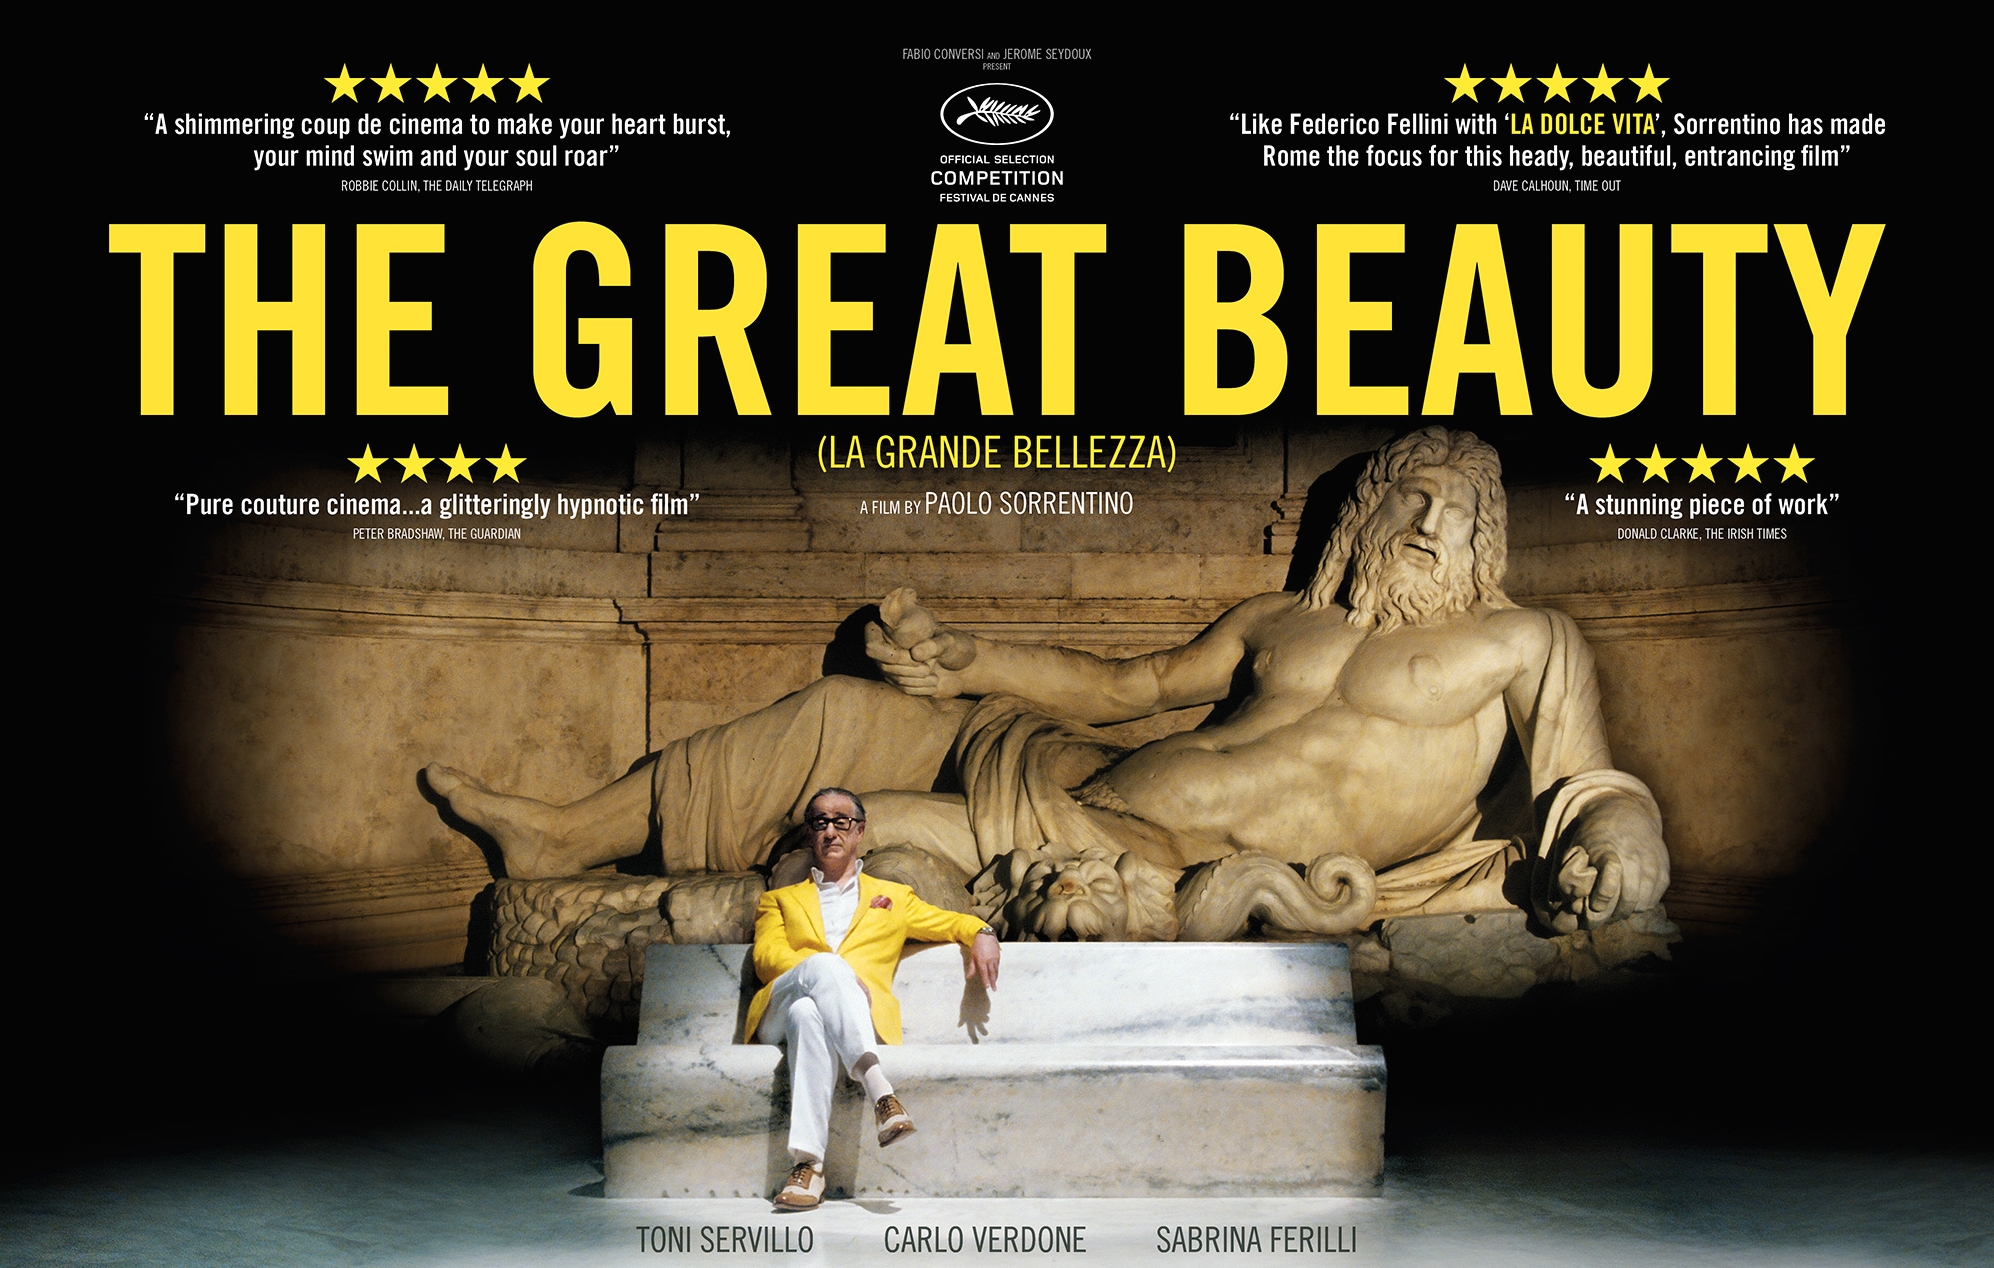 FABIO CONVERSI AND JEROME SEYDOUX
PRESENT
OFFICIAL SELECTION
COMPETITION
FESTIVAL DE CANNES
“A shimmering coup de cinema to make your heart burst,
your mind swim and your soul roar”
ROBBIE COLLIN, THE DAILY TELEGRAPH
“Like Federico Fellini with ‘LA DOLCE VITA’, Sorrentino has made
Rome the focus for this heady, beautiful, entrancing film”
DAVE CALHOUN, TIME OUT
THE GREAT BEAUTY
(LA GRANDE BELLEZZA)
A FILM BY PAOLO SORRENTINO
“Pure couture cinema...a glitteringly hypnotic film”
PETER BRADSHAW, THE GUARDIAN
“A stunning piece of work”
DONALD CLARKE, THE IRISH TIMES
TONI SERVILLO CARLO VERDONE SABRINA FERILLI